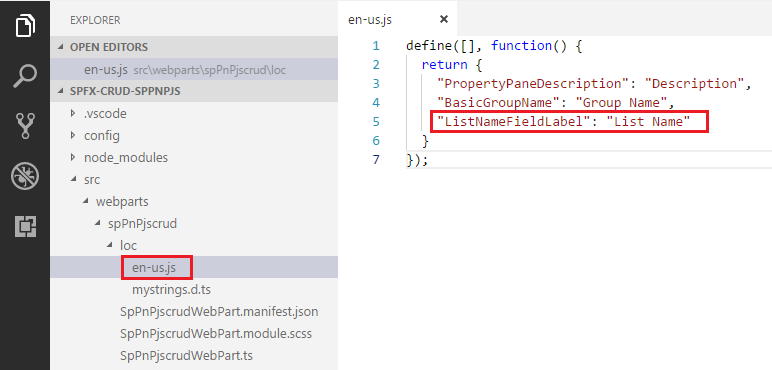 EXPLORER
OPEN EDITORS
en-us.js src\webparts\spPnPjscrud\loc
SPFX-CRUD-SPPNPJS
.vscode
config
node_modules
src
webparts
spPnPjscrud
loc
en-us.js
mystrings.d.ts
SpPnPjscrudWebPart.manifest.json
SpPnPjscrudWebPart.module.scss
SpPnPjscrudWebPart.ts
en-us.js
1 define([], function() {
2 return {
3 "PropertyPaneDescription": "Description",
4 "BasicGroupName": "Group Name",
5 "ListNameFieldLabel": "List Name"
6 }
7 });